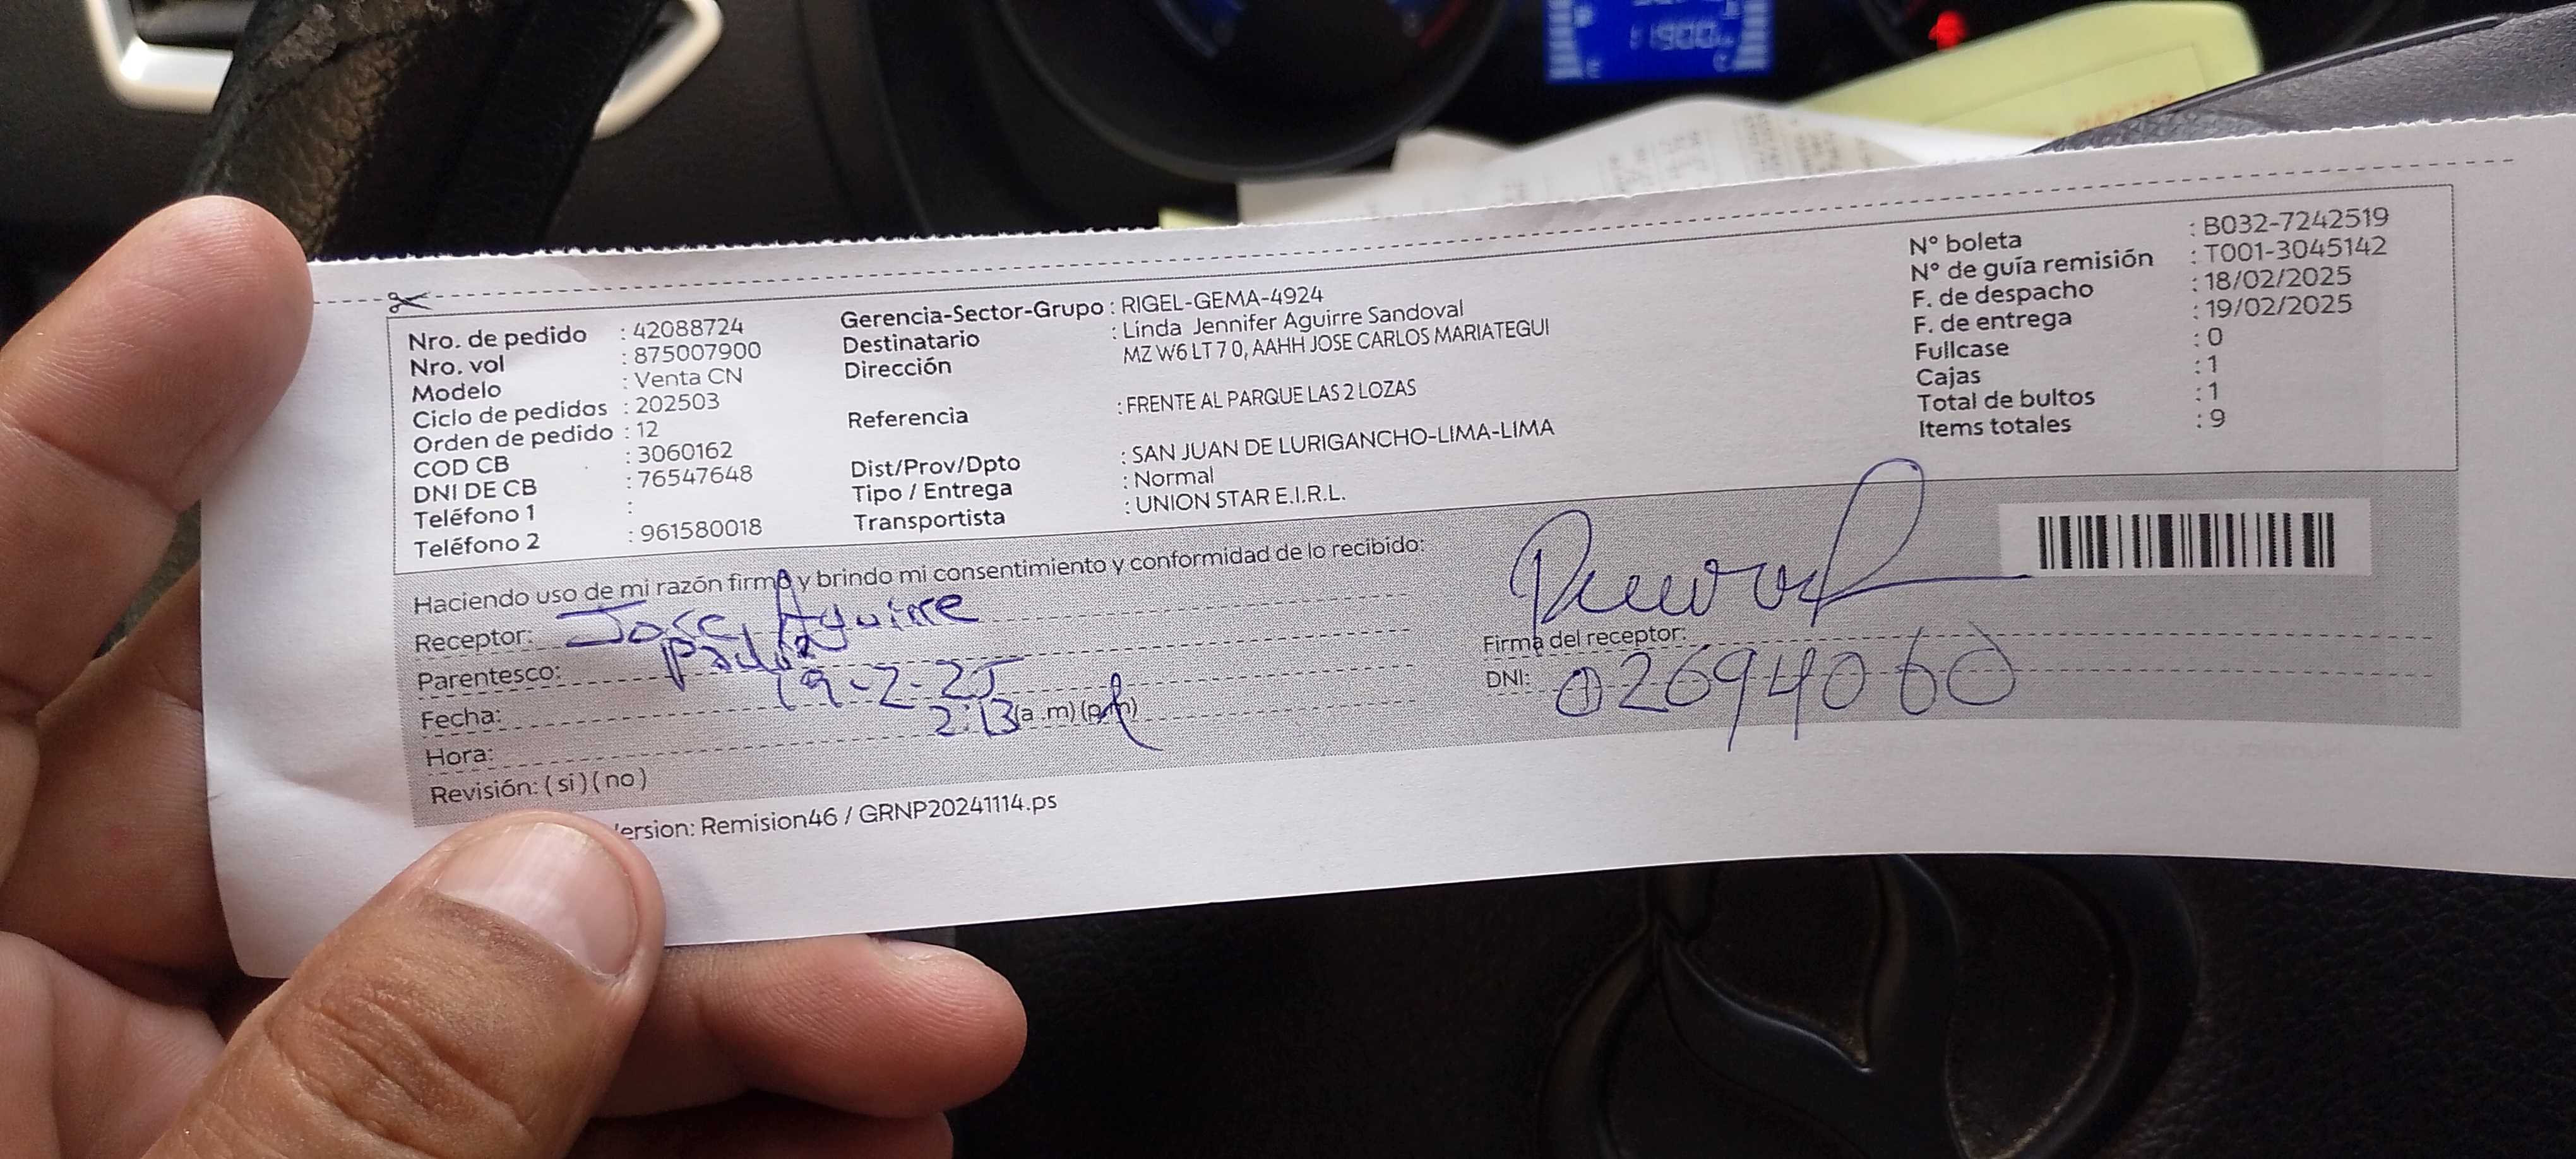 11900
E
C
Nro. de pedido : 42088724
Nro. vol : 875007900
Modelo : Venta CN
Ciclo de pedidos : 202503
Orden de pedido : 12
COD CB : 3060162
DNI DE CB : 76547648
Teléfono 1 :
Teléfono 2 : 961580018
Gerencia-Sector-Grupo : RIGEL-GEMA-4924
Destinatario : Linda Jennifer Aguirre Sandoval
Dirección MZ W6 LT 7 0, AAHH JOSE CARLOS MARIATEGUI
Referencia : FRENTE AL PARQUE LAS 2 LOZAS
Dist/Prov/Dpto : SAN JUAN DE LURIGANCHO-LIMA-LIMA
Tipo / Entrega : Normal
Transportista : UNION STAR E.I.R.L.
N° boleta : B032-7242519
N° de guía remisión : T001-3045142
F. de despacho : 18/02/2025
F. de entrega : 19/02/2025
Fullcase : 0
Cajas : 1
Total de bultos : 1
Items totales : 9
Haciendo uso de mi razón firmo y brindo mi consentimiento y conformidad de lo recibido:
Receptor: Jose Aguirre
Parentesco:
Fecha: 19-2-25
Hora: 2:13 (a .m) (p.m)
Revisión: ( si ) ( no )
Firma del receptor:
DNI: 02694060
ersion: Remision46 / GRNP20241114.ps